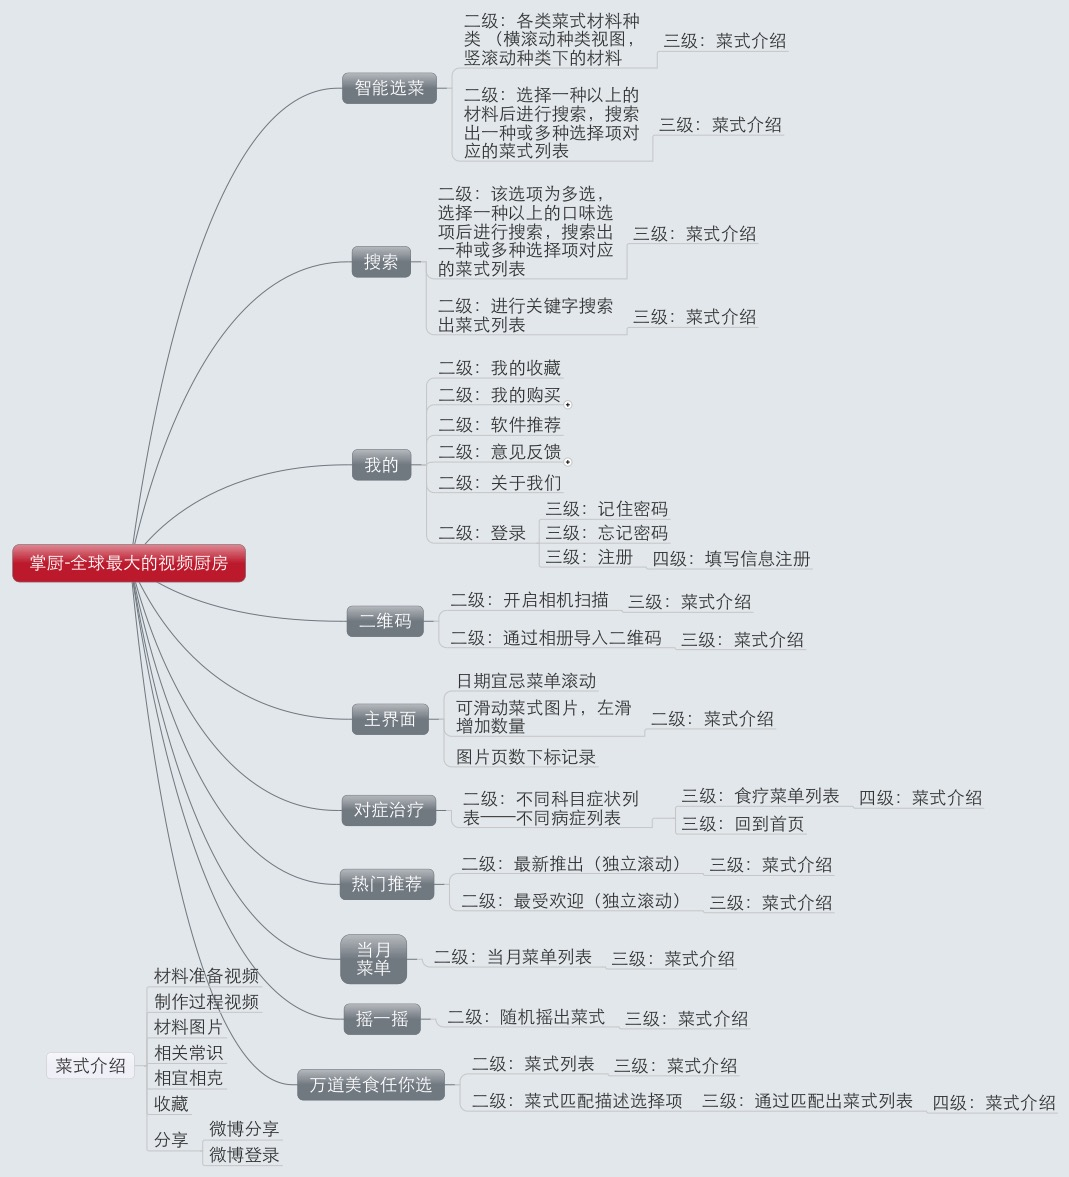 掌厨-全球最大的视频厨房
智能选菜
二级：各类菜式材料种
类 （横滚动种类视图，
竖滚动种类下的材料
三级：菜式介绍
二级：选择一种以上的
材料后进行搜索，搜索
出一种或多种选择项对
应的菜式列表
三级：菜式介绍
搜索
二级：该选项为多选，
选择一种以上的口味选
项后进行搜索，搜索出
一种或多种选择项对应
的菜式列表
三级：菜式介绍
二级：进行关键字搜索
出菜式列表
三级：菜式介绍
我的
二级：我的收藏
二级：我的购买
二级：软件推荐
二级：意见反馈
二级：关于我们
二级：登录
三级：记住密码
三级：忘记密码
三级：注册
四级：填写信息注册
二维码
二级：开启相机扫描
三级：菜式介绍
二级：通过相册导入二维码
三级：菜式介绍
主界面
日期宜忌菜单滚动
可滑动菜式图片，左滑
增加数量
二级：菜式介绍
图片页数下标记录
对症治疗
二级：不同科目症状列
表——不同病症列表
三级：食疗菜单列表
四级：菜式介绍
三级：回到首页
热门推荐
二级：最新推出（独立滚动）
三级：菜式介绍
二级：最受欢迎（独立滚动）
三级：菜式介绍
当月
菜单
二级：当月菜单列表
三级：菜式介绍
摇一摇
二级：随机摇出菜式
三级：菜式介绍
万道美食任你选
二级：菜式列表
三级：菜式介绍
二级：菜式匹配描述选择项
三级：通过匹配出菜式列表
四级：菜式介绍
菜式介绍
材料准备视频
制作过程视频
材料图片
相关常识
相宜相克
收藏
分享
微博分享
微博登录